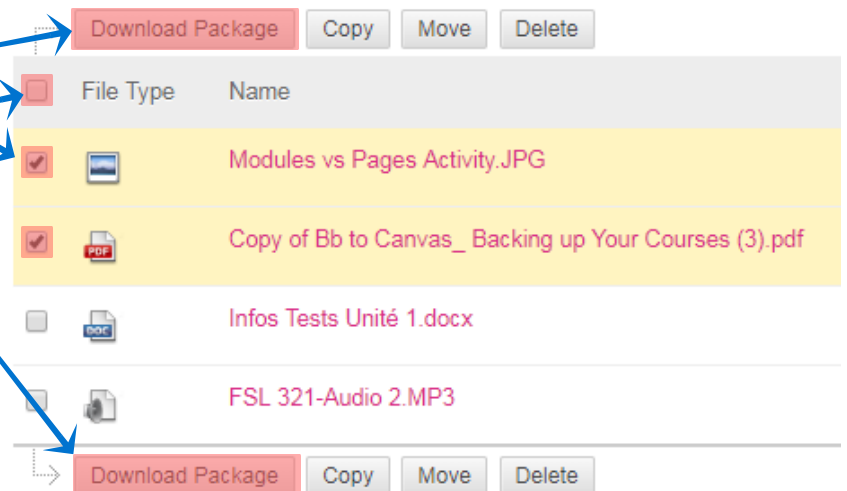 Download Package Copy Move Delete
File Type Name
Modules vs Pages Activity.JPG
PDF Copy of Bb to Canvas_ Backing up Your Courses (3).pdf
DOC Infos Tests Unité 1.docx
FSL 321-Audio 2.MP3
Download Package Copy Move Delete